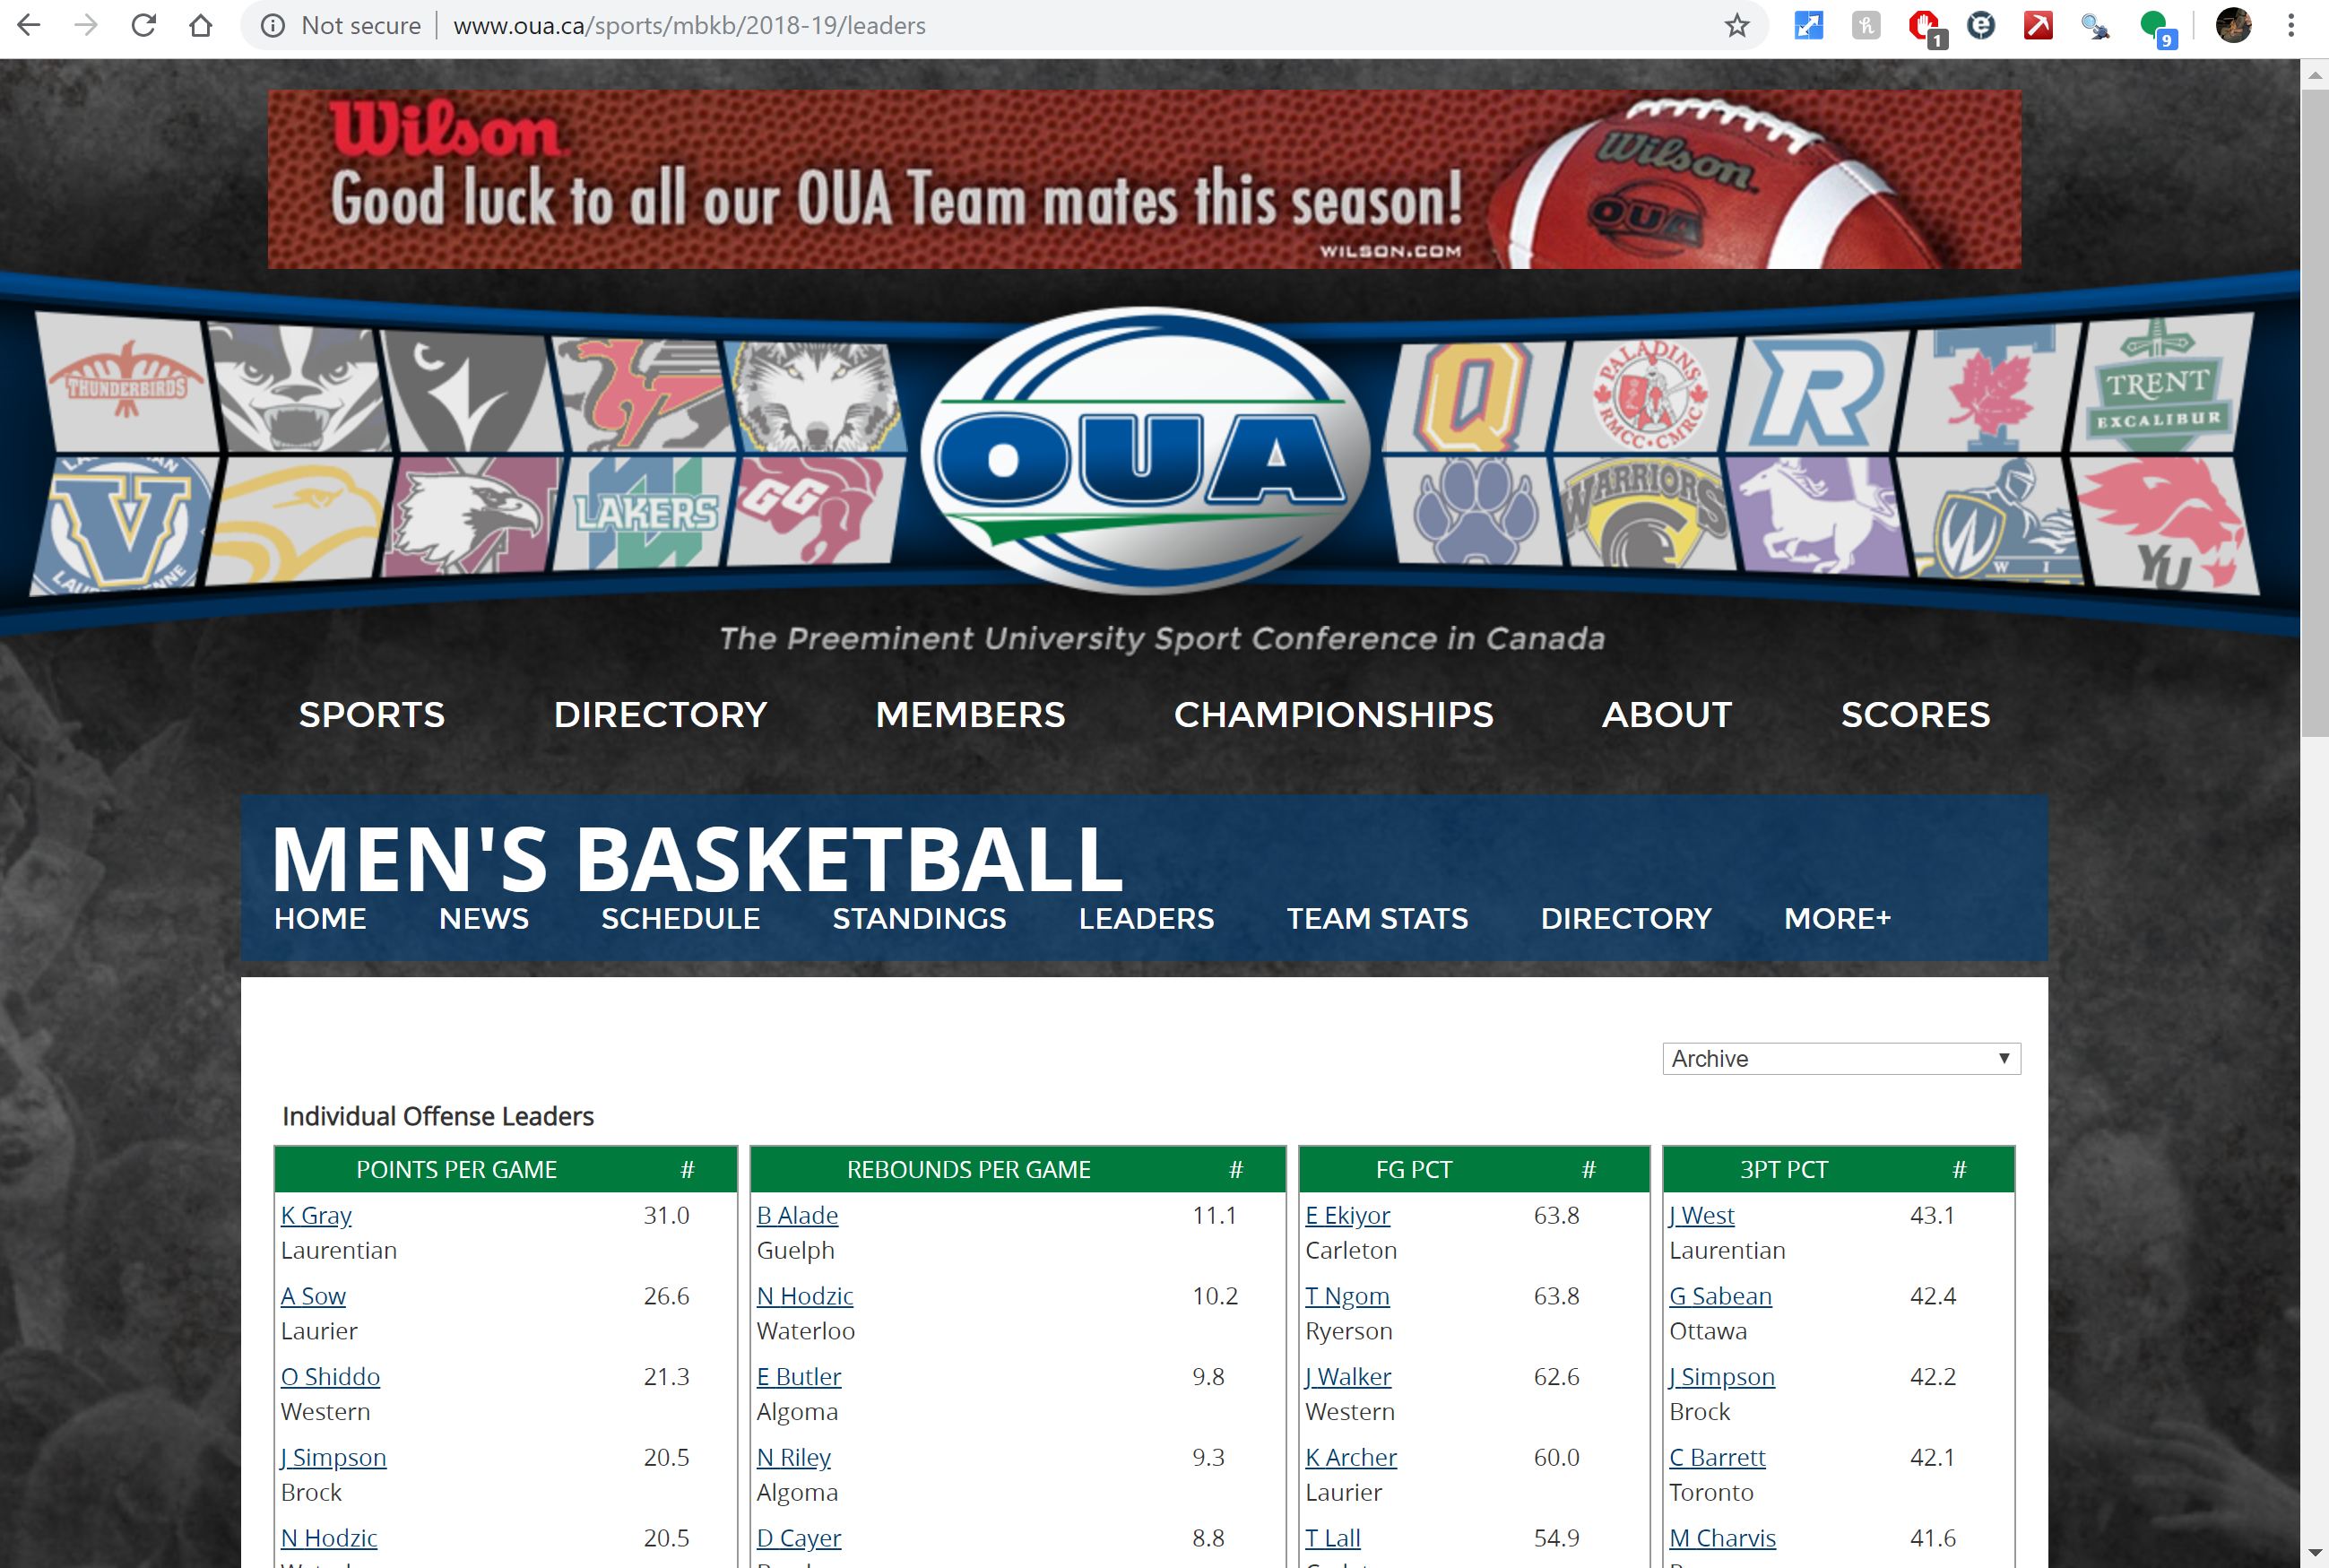 Not secure
www.oua.ca/sports/mbkb/2018-19/leaders
1
9
Wilson
Good luck to all our OUA Team mates this season!
WILSON.COM
Wilson
OUA
THUNDERBIRDS
LAKERS
GG
OUA
Q
PALADINS
RMCC · CMRC
R
T
TRENT
EXCALIBUR
V
WARRIORS
W
YU
The Preeminent University Sport Conference in Canada
SPORTS DIRECTORY MEMBERS CHAMPIONSHIPS ABOUT SCORES
MEN'S BASKETBALL
HOME NEWS SCHEDULE STANDINGS LEADERS TEAM STATS DIRECTORY MORE+
Archive
Individual Offense Leaders
POINTS PER GAME # REBOUNDS PER GAME # FG PCT # 3PT PCT #
K Gray 31.0 B Alade 11.1 E Ekiyor 63.8 J West 43.1
Laurentian Guelph Carleton Laurentian
A Sow 26.6 N Hodzic 10.2 T Ngom 63.8 G Sabean 42.4
Laurier Waterloo Ryerson Ottawa
O Shiddo 21.3 E Butler 9.8 J Walker 62.6 J Simpson 42.2
Western Algoma Western Brock
J Simpson 20.5 N Riley 9.3 K Archer 60.0 C Barrett 42.1
Brock Algoma Laurier Toronto
N Hodzic 20.5 D Cayer 8.8 T Lall 54.9 M Charvis 41.6